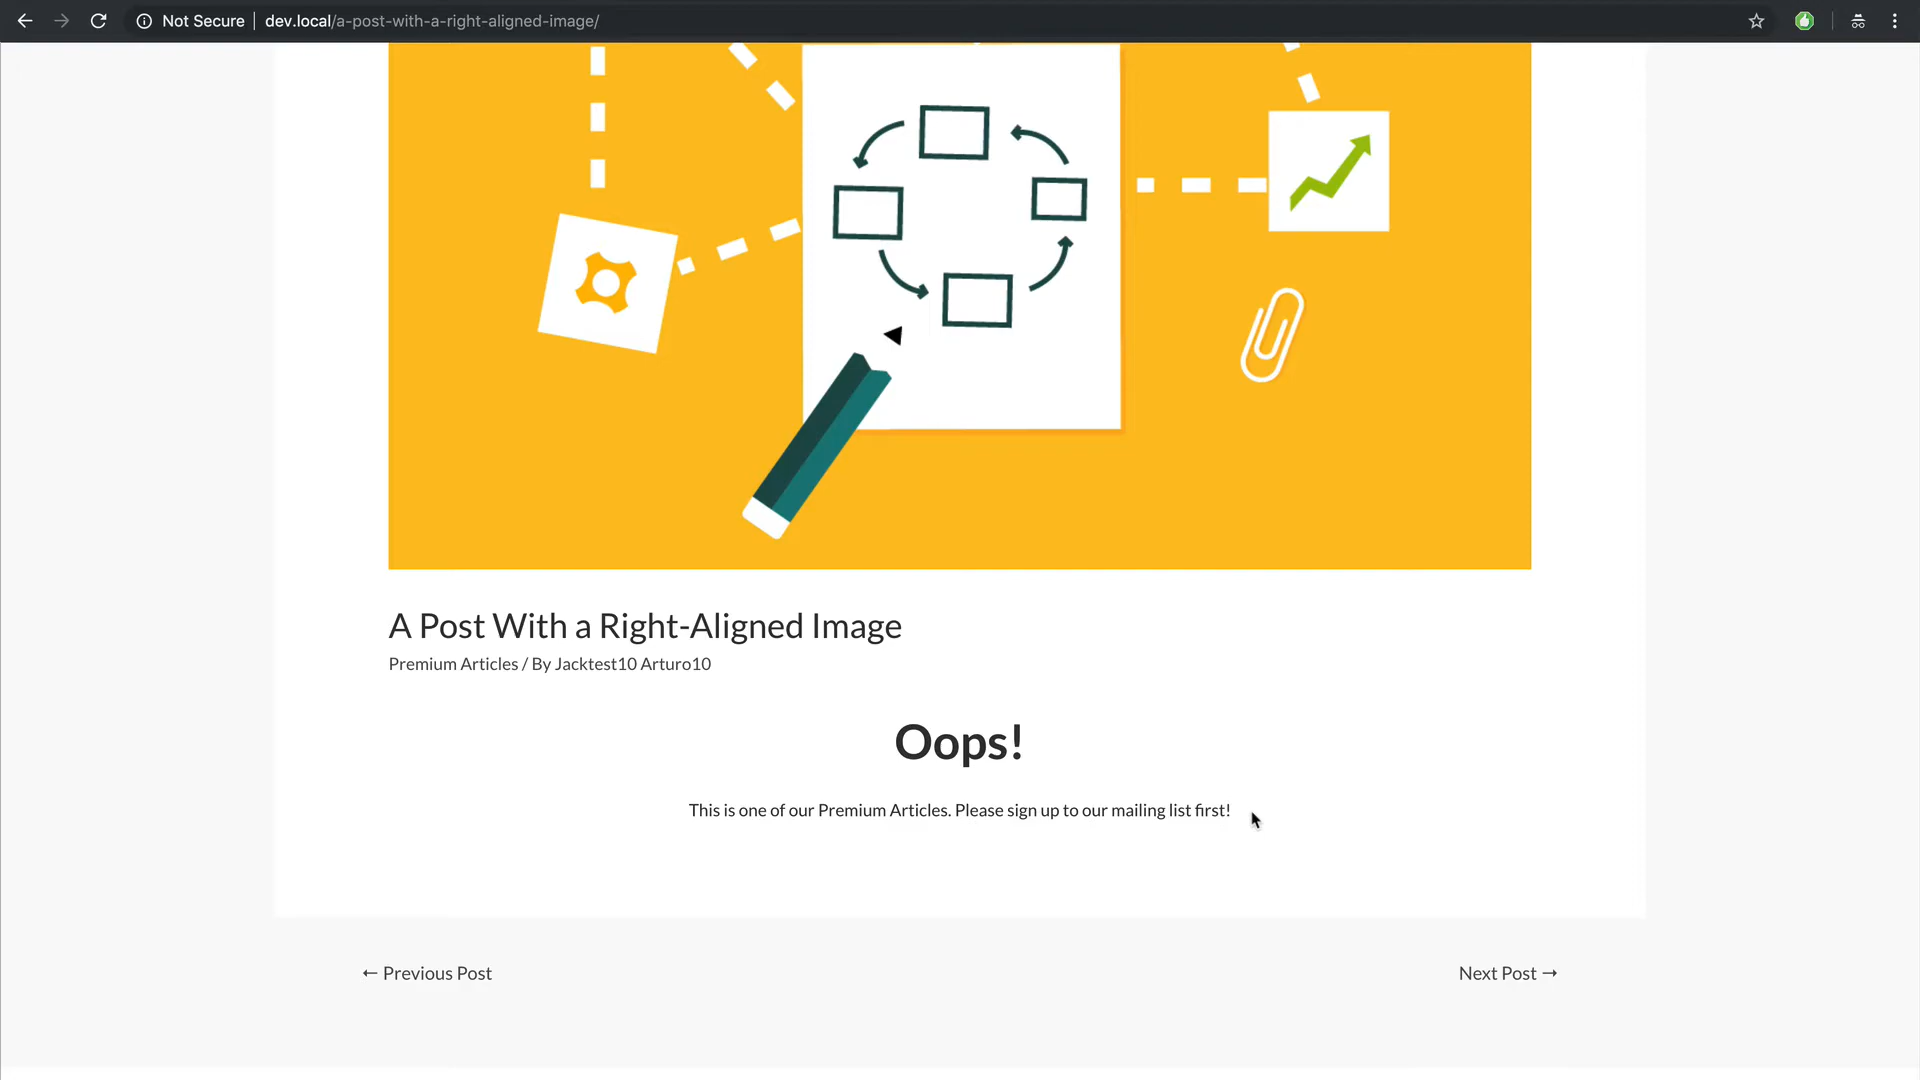 Not Secure | dev.local/a-post-with-a-right-aligned-image/
A Post With a Right-Aligned Image
Premium Articles / By Jacktest10 Arturo10
Oops!
This is one of our Premium Articles. Please sign up to our mailing list first!
← Previous Post
Next Post →